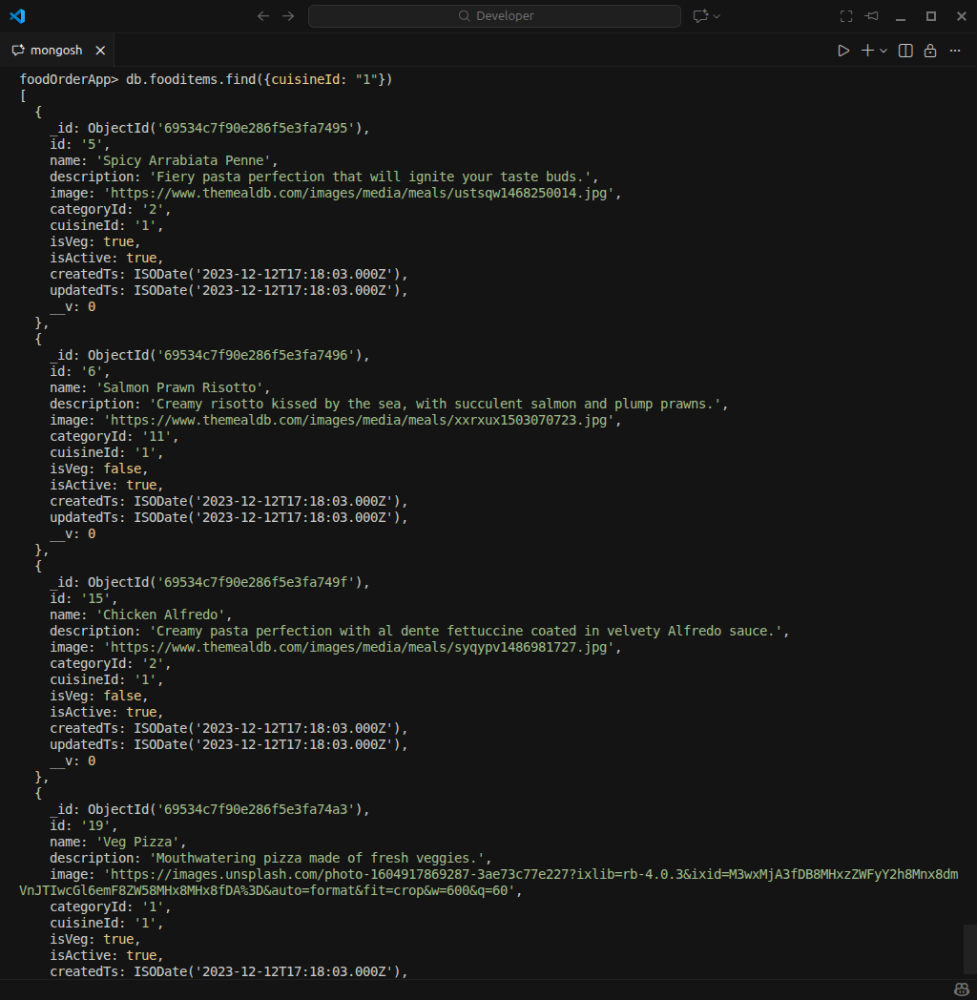 Developer
mongosh
foodOrderApp> db.fooditems.find({cuisineId: "1"})
[
  {
    _id: ObjectId('69534c7f90e286f5e3fa7495'),
    id: '5',
    name: 'Spicy Arrabiata Penne',
    description: 'Fiery pasta perfection that will ignite your taste buds.',
    image: 'https://www.themealdb.com/images/media/meals/ustsqw1468250014.jpg',
    categoryId: '2',
    cuisineId: '1',
    isVeg: true,
    isActive: true,
    createdTs: ISODate('2023-12-12T17:18:03.000Z'),
    updatedTs: ISODate('2023-12-12T17:18:03.000Z'),
    __v: 0
  },
  {
    _id: ObjectId('69534c7f90e286f5e3fa7496'),
    id: '6',
    name: 'Salmon Prawn Risotto',
    description: 'Creamy risotto kissed by the sea, with succulent salmon and plump prawns.',
    image: 'https://www.themealdb.com/images/media/meals/xxrxux1503070723.jpg',
    categoryId: '11',
    cuisineId: '1',
    isVeg: false,
    isActive: true,
    createdTs: ISODate('2023-12-12T17:18:03.000Z'),
    updatedTs: ISODate('2023-12-12T17:18:03.000Z'),
    __v: 0
  },
  {
    _id: ObjectId('69534c7f90e286f5e3fa749f'),
    id: '15',
    name: 'Chicken Alfredo',
    description: 'Creamy pasta perfection with al dente fettuccine coated in velvety Alfredo sauce.',
    image: 'https://www.themealdb.com/images/media/meals/syqypv1486981727.jpg',
    categoryId: '2',
    cuisineId: '1',
    isVeg: false,
    isActive: true,
    createdTs: ISODate('2023-12-12T17:18:03.000Z'),
    updatedTs: ISODate('2023-12-12T17:18:03.000Z'),
    __v: 0
  },
  {
    _id: ObjectId('69534c7f90e286f5e3fa74a3'),
    id: '19',
    name: 'Veg Pizza',
    description: 'Mouthwatering pizza made of fresh veggies.',
    image: 'https://images.unsplash.com/photo-1604917869287-3ae73c77e227?ixlib=rb-4.0.3&ixid=M3wxMjA3fDB8MHxzZWFyY2h8Mnx8dm
VnJTIwcGl6emF8ZW58MHx8MHx8fDA%3D&auto=format&fit=crop&w=600&q=60',
    categoryId: '1',
    cuisineId: '1',
    isVeg: true,
    isActive: true,
    createdTs: ISODate('2023-12-12T17:18:03.000Z'),